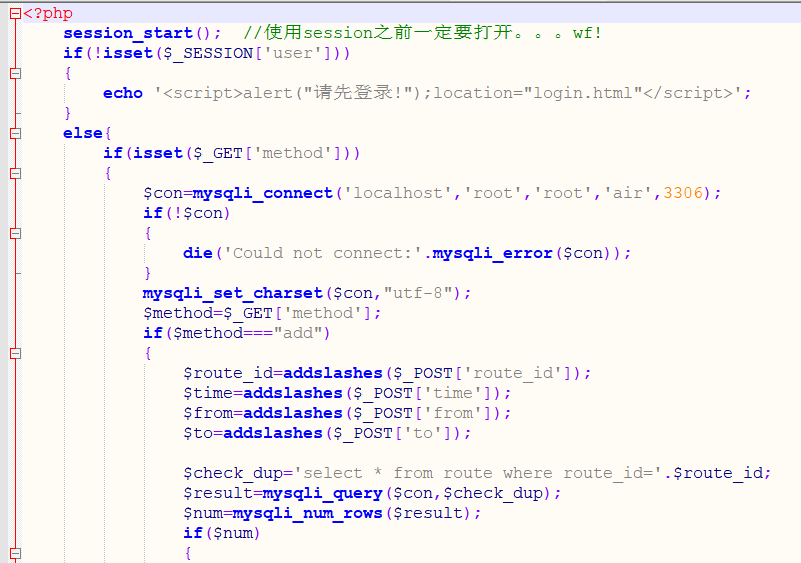 <?php
session_start();  //使用session之前一定要打开。。。wf!
if(!isset($_SESSION['user']))
{
echo '<script>alert("请先登录!");location="login.html"</script>';
}
else{
if(isset($_GET['method']))
{
$con=mysqli_connect('localhost','root','root','air',3306);
if(!$con)
{
die('Could not connect:'.mysqli_error($con));
}
mysqli_set_charset($con,"utf-8");
$method=$_GET['method'];
if($method==="add")
{
$route_id=addslashes($_POST['route_id']);
$time=addslashes($_POST['time']);
$from=addslashes($_POST['from']);
$to=addslashes($_POST['to']);
$check_dup='select * from route where route_id='.$route_id;
$result=mysqli_query($con,$check_dup);
$num=mysqli_num_rows($result);
if($num)
{